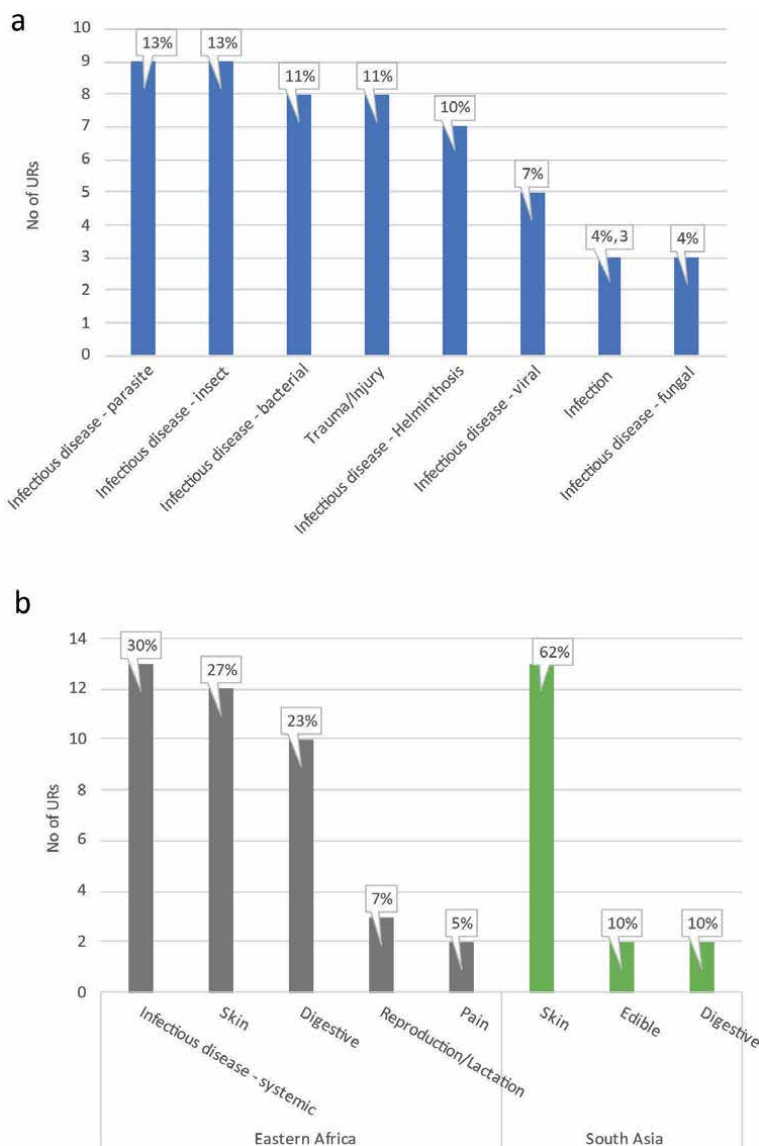 a
10
9
8
7
6
5
4
3
2
1
0
No of URs
13%
13%
11%
11%
10%
7%
4%,3
4%
Infectious disease - parasite
Infectious disease - insect
Infectious disease - bacterial
Trauma/Injury
Infectious disease - Helminthosis
Infectious disease - viral
Infection
Infectious disease - fungal
b
14
12
10
8
6
4
2
0
No of URs
30%
27%
23%
7%
5%
62%
10%
10%
Infectious disease - systemic
Skin
Digestive
Reproduction/Lactation
Pain
Skin
Edible
Digestive
Eastern Africa
South Asia